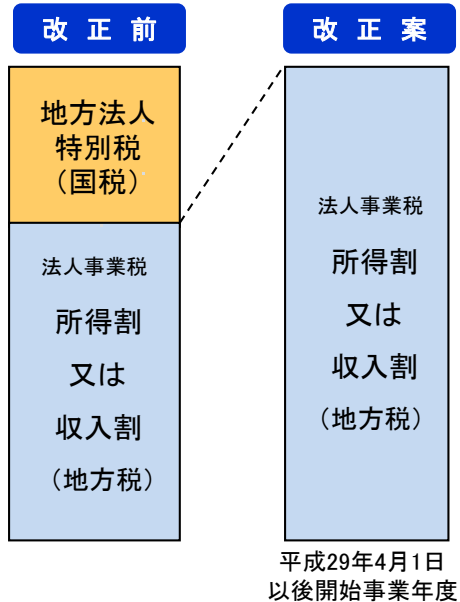 改正前
地方法人
特別税
（国税）
法人事業税
所得割
又は
収入割
（地方税）
改正案
法人事業税
所得割
又は
収入割
（地方税）
平成29年4月1日
以後開始事業年度